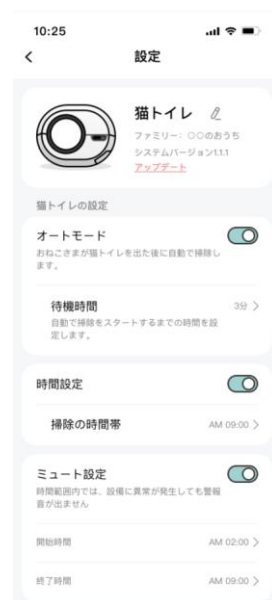 10:25
設定
猫トイレ
ファミリー：〇〇のおうち
システムバージョン1.1.1
アップデート
猫トイレの設定
オートモード
おねこさまが猫トイレを出た後に自動で掃除し
ます。
待機時間 3分
自動で掃除をスタートするまでの時間を設
定します。
時間設定
掃除の時間帯 AM 09:00
ミュート設定
時間範囲内では、設備に異常が発生しても警報
音が出ません
開始時間 AM 02:00
終了時間 AM 09:00